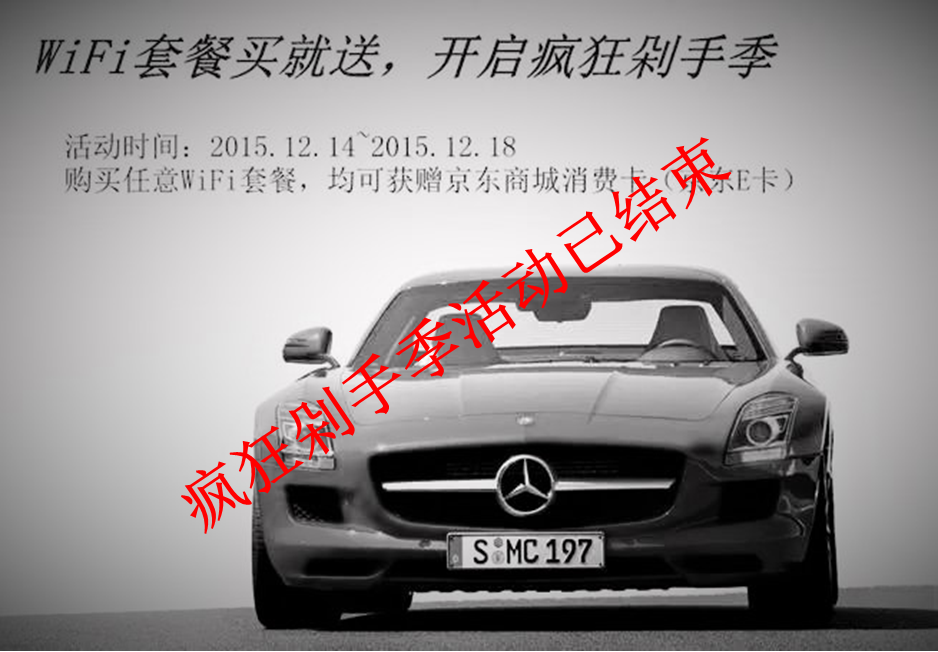 WiFi套餐买就送，开启疯狂剁手季
活动时间：2015.12.14~2015.12.18
购买任意WiFi套餐，均可获赠京东商城消费卡（京东E卡）
疯狂剁手季活动已结束
S MC 197